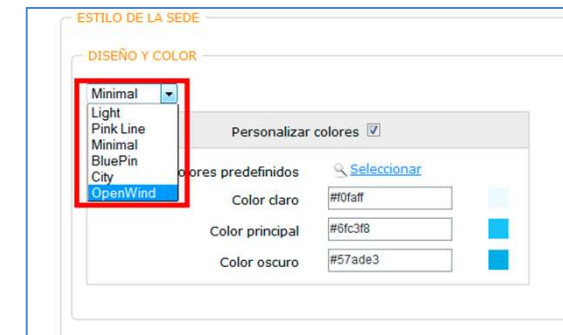 ESTILO DE LA SEDE
DISEÑO Y COLOR
Minimal
Light
Pink Line
Minimal
BluePin
City
OpenWind
Personalizar colores
ores predefinidos
Seleccionar
Color claro
#f0faff
Color principal
#6fc3f8
Color oscuro
#57ade3